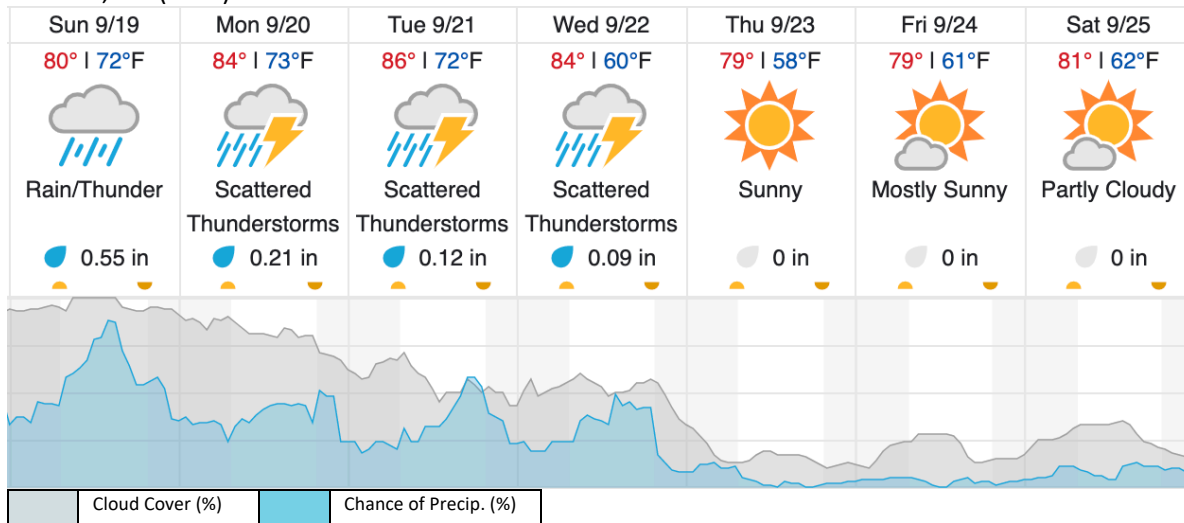 Sun 9/19 Mon 9/20 Tue 9/21 Wed 9/22 Thu 9/23 Fri 9/24 Sat 9/25
80° | 72°F 84° | 73°F 86° | 72°F 84° | 60°F 79° | 58°F 79° | 61°F 81° | 62°F
Rain/Thunder Scattered Scattered Scattered Sunny Mostly Sunny Partly Cloudy
Thunderstorms Thunderstorms Thunderstorms
0.55 in 0.21 in 0.12 in 0.09 in 0 in 0 in 0 in
Cloud Cover (%) Chance of Precip. (%)